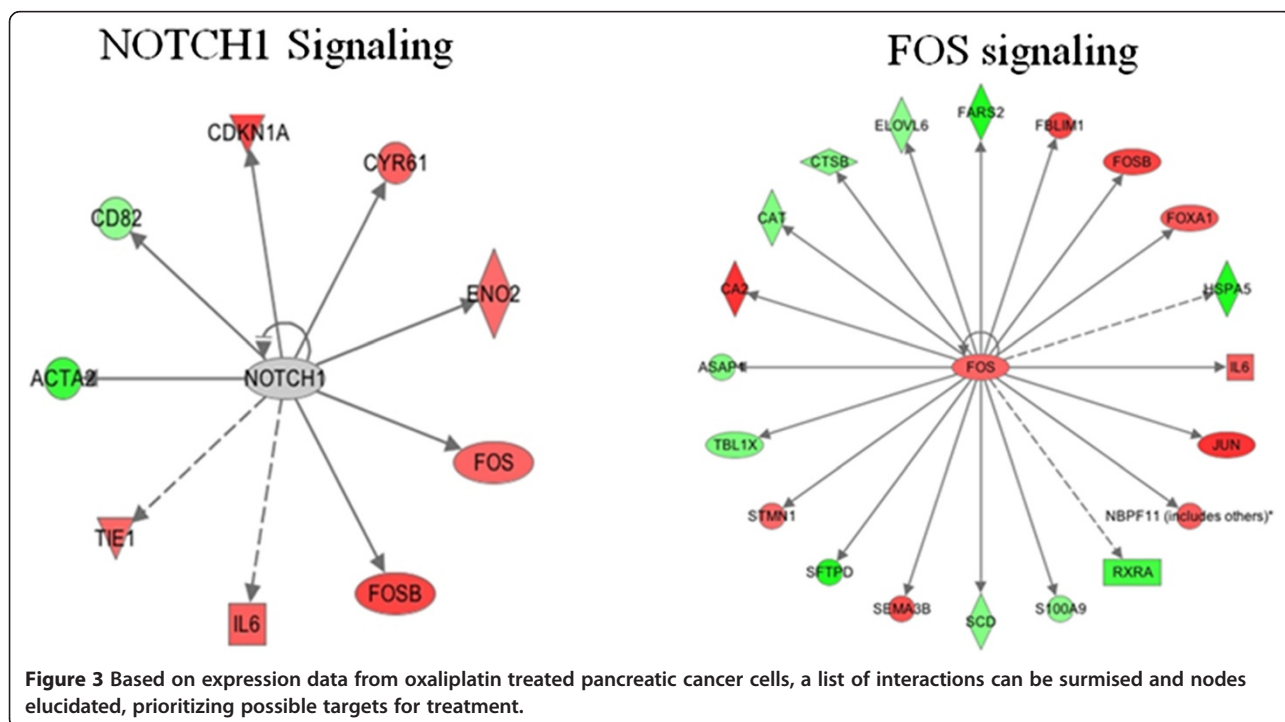 NOTCH1 Signaling
CDKN1A
CYR61
CD82
ENO2
ACTA2
NOTCH1
FOS
TIE1
FOSB
IL6
FOS signaling
FARS2
ELOVL6
FBLIM1
CTSB
FOSB
CAT
FOXA1
CA2
HSPA5
ASAP1
FOS
IL6
TBL1X
JUN
STMN1
NBPF11 (includes others)*
SFTPD
RXRA
SEMA3B
SCD
S100A9
Figure 3 Based on expression data from oxaliplatin treated pancreatic cancer cells, a list of interactions can be surmised and nodes
elucidated, prioritizing possible targets for treatment.